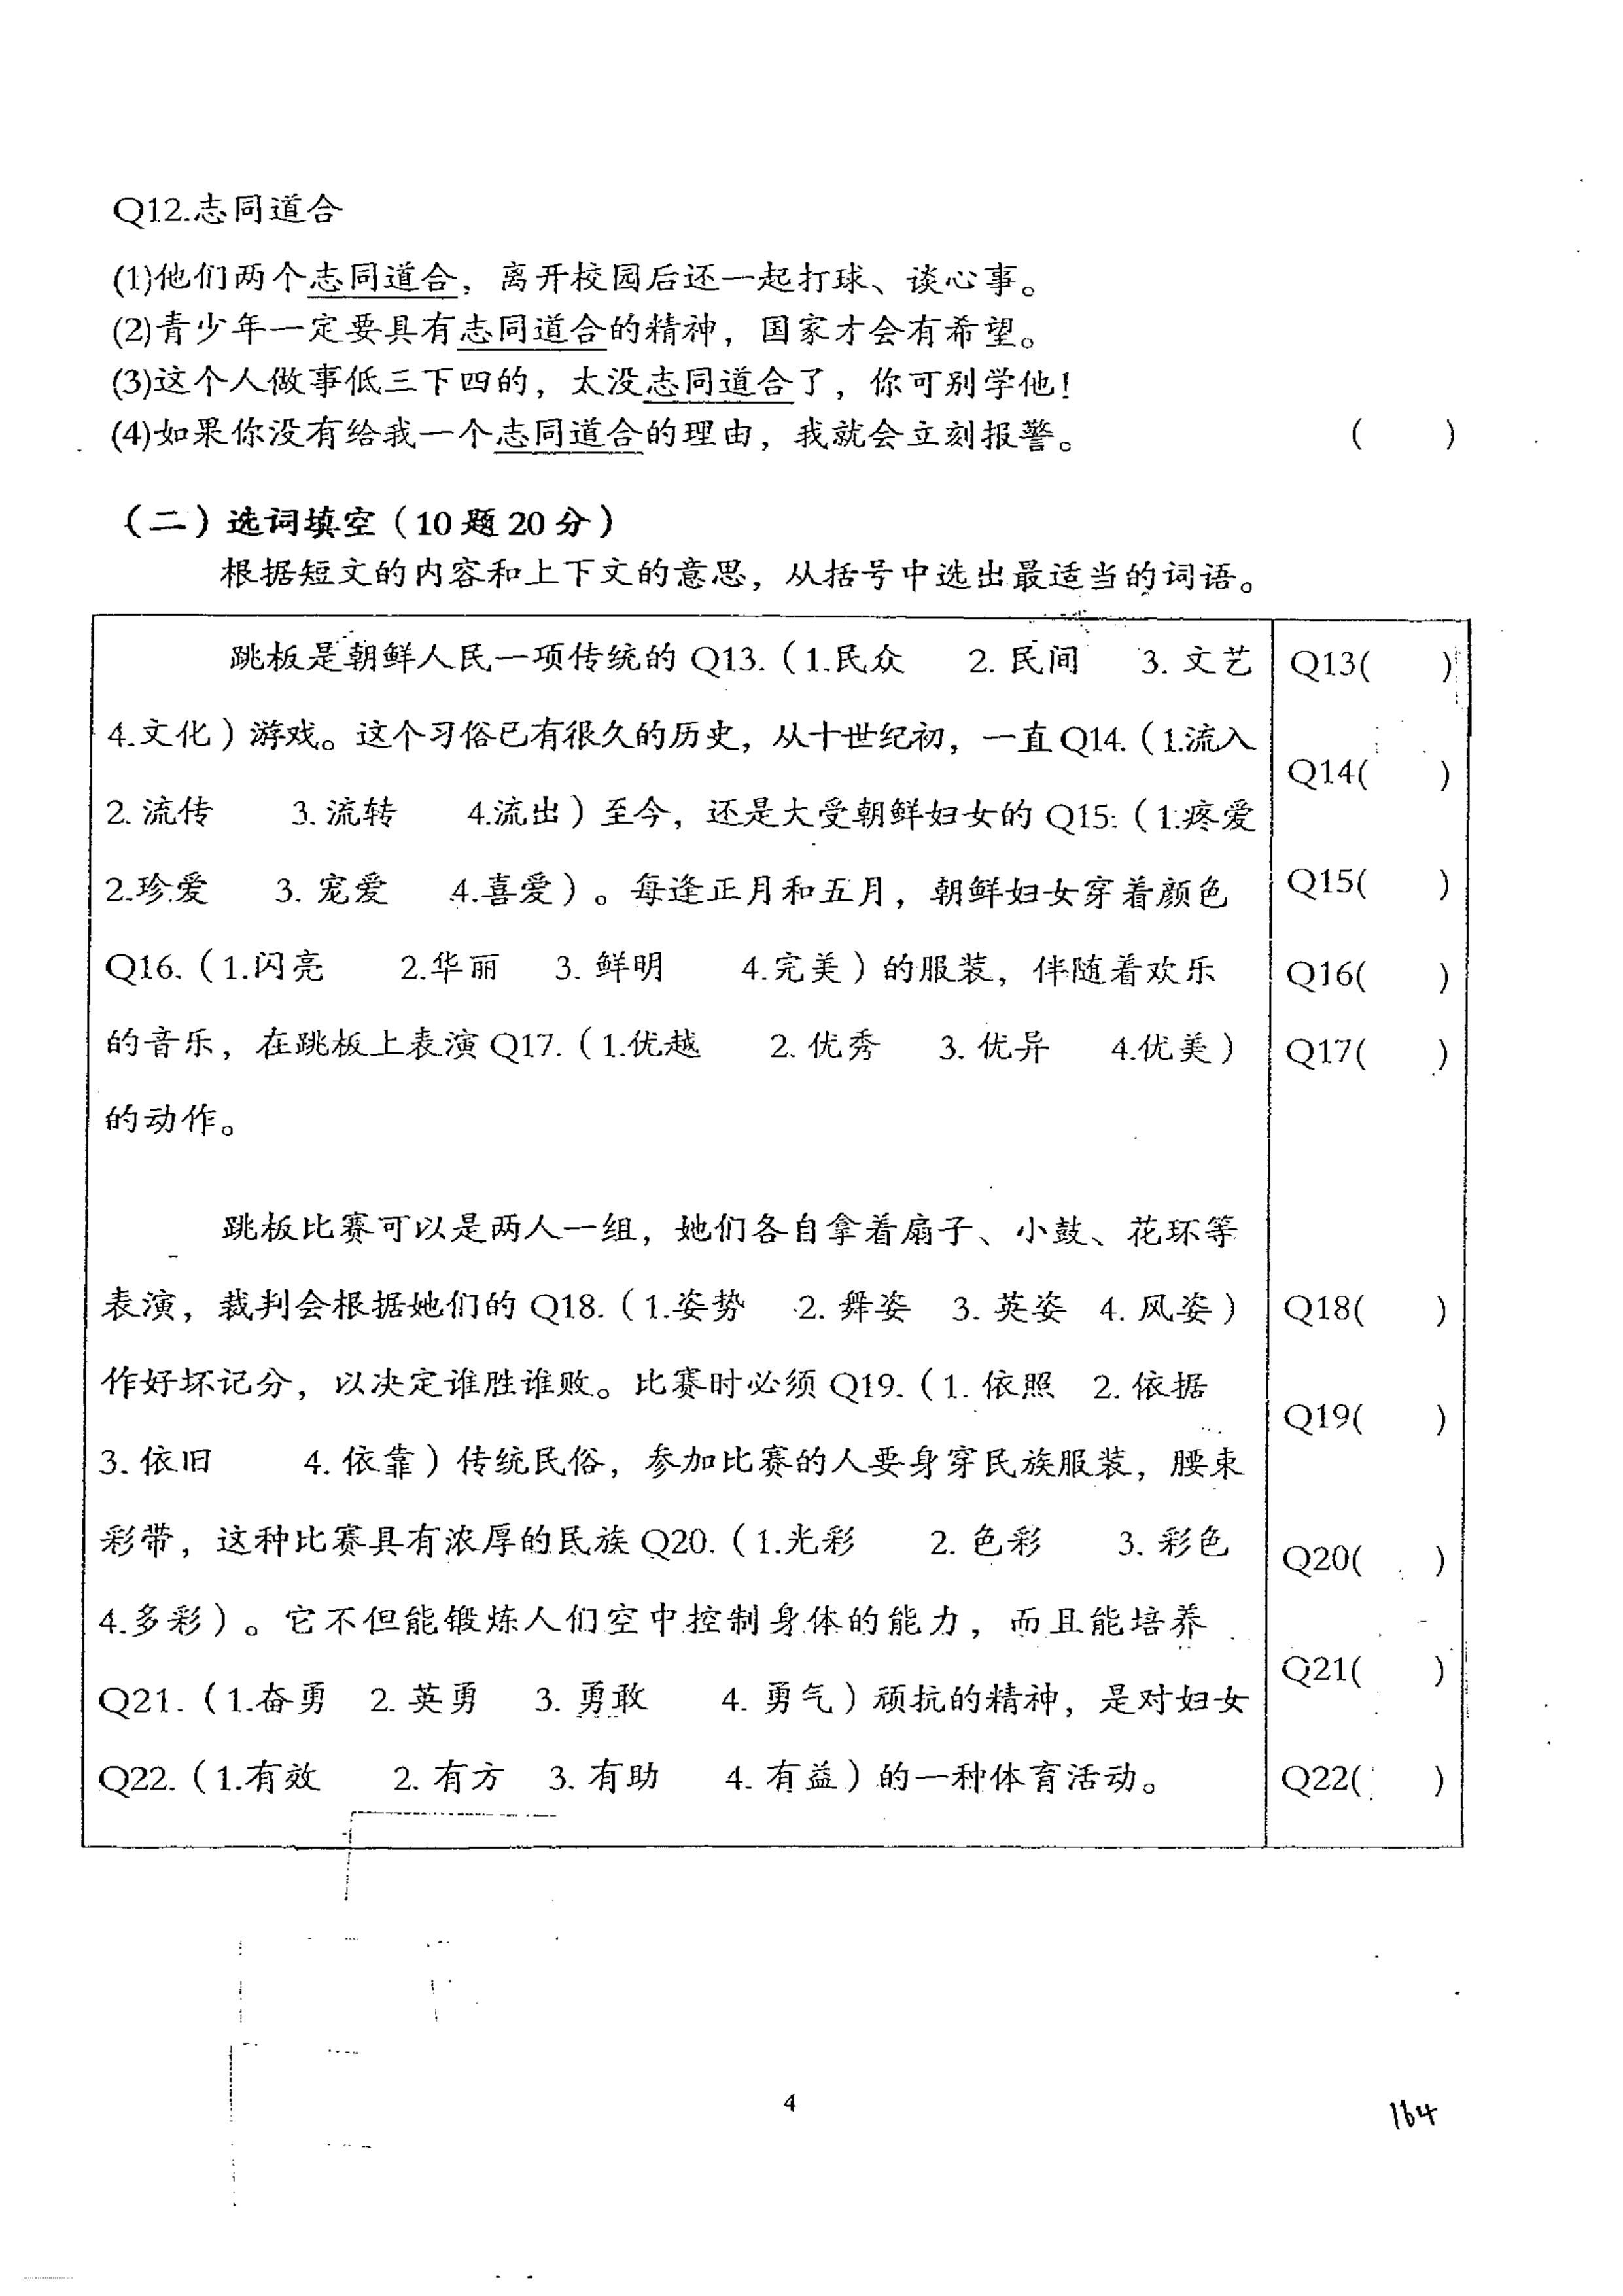 Q12.志同道合
(1)他们两个志同道合，离开校园后还一起打球、谈心事。
(2)青少年一定要具有志同道合的精神，国家才会有希望。
(3)这个人做事低三下四的，太没志同道合了，你可别学他！
(4)如果你没有给我一个志同道合的理由，我就会立刻报警。 (    )
（二）选词填空（10题20分）
根据短文的内容和上下文的意思，从括号中选出最适当的词语。
跳板是朝鲜人民一项传统的 Q13.（1.民众 2. 民间 3. 文艺 Q13(    )
4.文化）游戏。这个习俗已有很久的历史，从十世纪初，一直Q14.（1.流入
Q14(    )
2. 流传 3. 流转 4.流出）至今，还是大受朝鲜妇女的 Q15:（1.疼爱
2.珍爱 3. 宠爱 4.喜爱）。每逢正月和五月，朝鲜妇女穿着颜色 Q15(    )
Q16.（1.闪亮 2.华丽 3. 鲜明 4.完美）的服装，伴随着欢乐 Q16(    )
的音乐，在跳板上表演 Q17.（1.优越 2. 优秀 3. 优异 4.优美） Q17(    )
的动作。
跳板比赛可以是两人一组，她们各自拿着扇子、小鼓、花环等
表演，裁判会根据她们的 Q18.（1.姿势 2. 舞姿 3. 英姿 4. 风姿） Q18(    )
作好坏记分，以决定谁胜谁败。比赛时必须 Q19.（1. 依照 2. 依据
Q19(    )
3. 依旧 4. 依靠）传统民俗，参加比赛的人要身穿民族服装，腰束
彩带，这种比赛具有浓厚的民族Q20.（1.光彩 2. 色彩 3. 彩色 Q20(    )
4.多彩）。它不但能锻炼人们空中控制身体的能力，而且能培养
Q21.（1.奋勇 2. 英勇 3. 勇敢 4. 勇气）顽抗的精神，是对妇女 Q21(    )
Q22.（1.有效 2. 有方 3. 有助 4. 有益）的一种体育活动。 Q22(    )
4
164